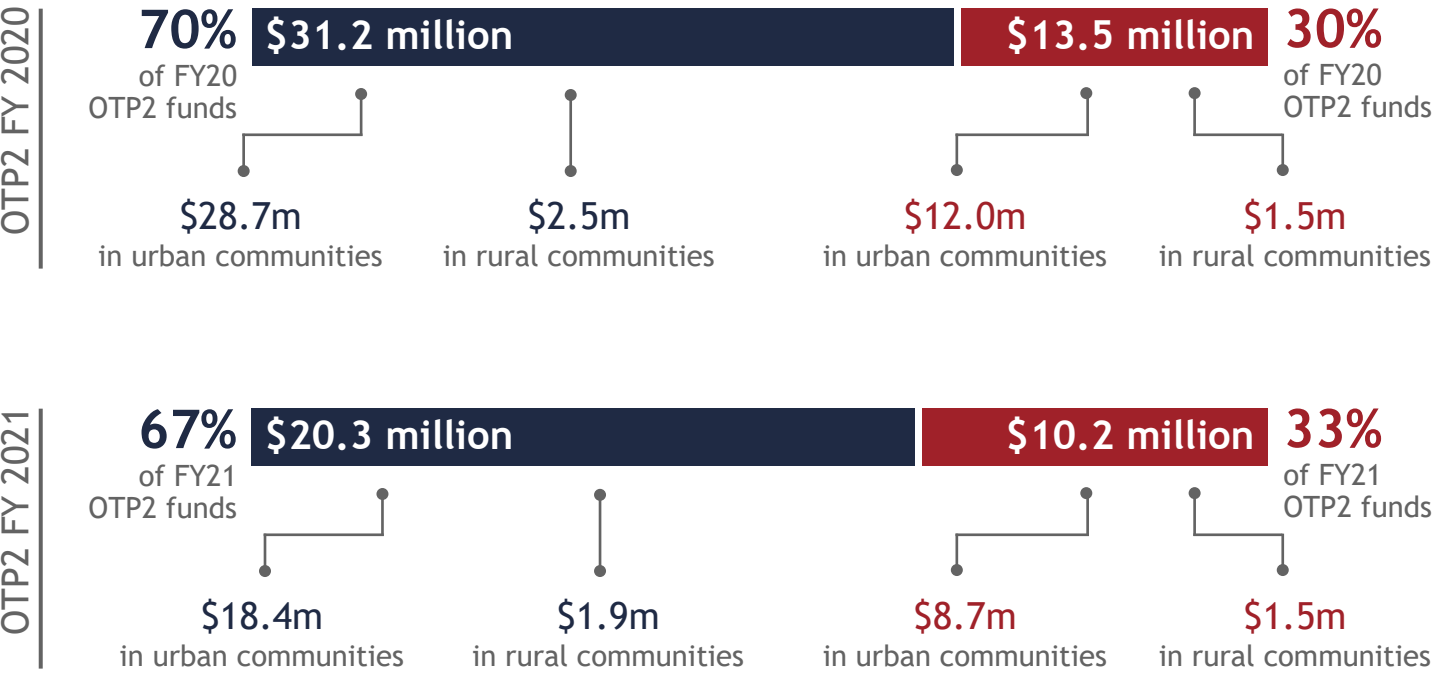 OTP2 FY 2020
70%
of FY20
OTP2 funds
$31.2 million
$13.5 million
30%
of FY20
OTP2 funds
$28.7m
in urban communities
$2.5m
in rural communities
$12.0m
in urban communities
$1.5m
in rural communities
OTP2 FY 2021
67%
of FY21
OTP2 funds
$20.3 million
$10.2 million
33%
of FY21
OTP2 funds
$18.4m
in urban communities
$1.9m
in rural communities
$8.7m
in urban communities
$1.5m
in rural communities